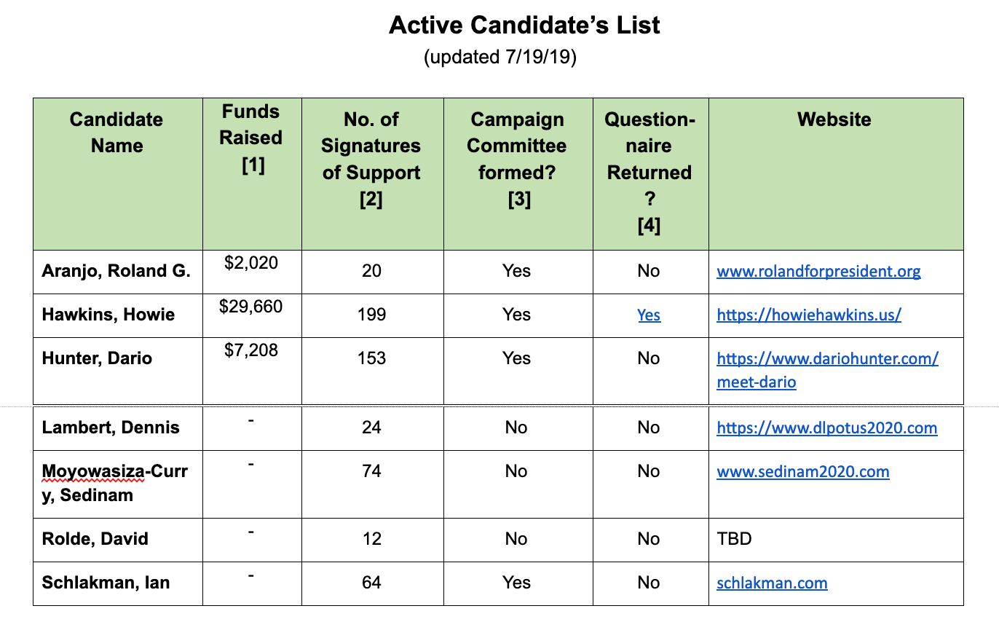 Active Candidate’s List
(updated 7/19/19)
Candidate
Name
Funds
Raised
[1]
No. of
Signatures
of Support
[2]
Campaign
Committee
formed?
[3]
Question-
naire
Returned
?
[4]
Website
Aranjo, Roland G. $2,020 20 Yes No www.rolandforpresident.org
Hawkins, Howie $29,660 199 Yes Yes https://howiehawkins.us/
Hunter, Dario $7,208 153 Yes No https://www.dariohunter.com/
meet-dario
Lambert, Dennis - 24 No No https://www.dlpotus2020.com
Moyowasiza-Curr - 74 No No www.sedinam2020.com
y, Sedinam
Rolde, David - 12 No No TBD
Schlakman, Ian - 64 Yes No schlakman.com